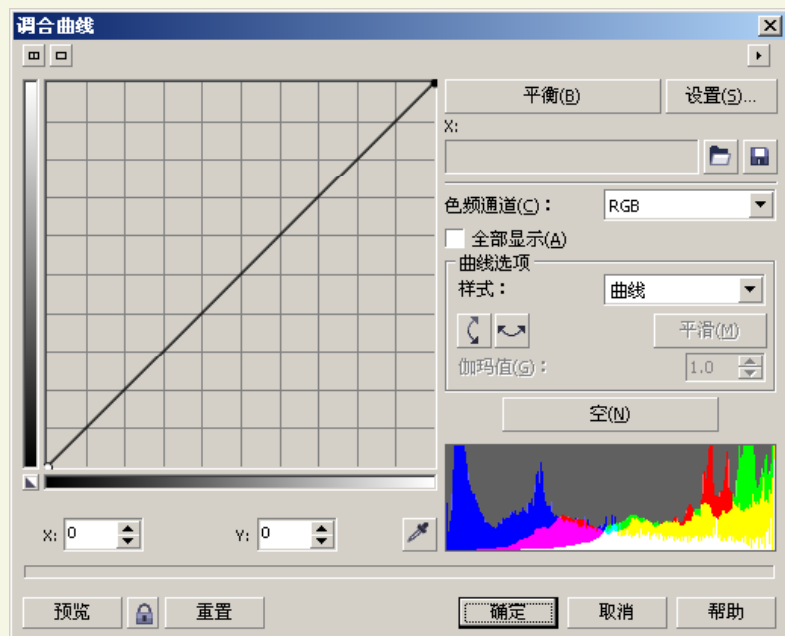 调合曲线
平衡(B) 设置(S)...
X:
色频通道(C)： RGB
全部显示(A)
曲线选项
样式： 曲线
平滑(M)
伽玛值(G)： 1.0
空(N)
X: 0 Y: 0
预览 重置 确定 取消 帮助